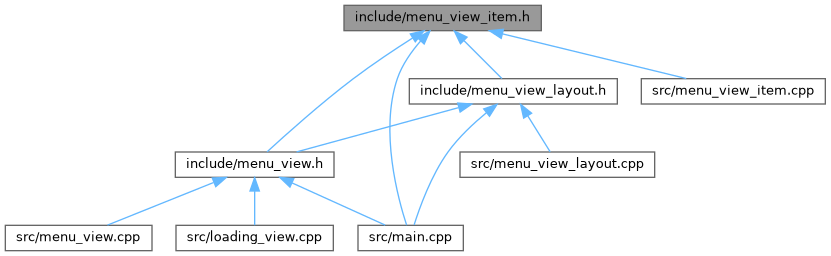 include/menu_view_item.h
include/menu_view_layout.h
src/menu_view_item.cpp
include/menu_view.h
src/menu_view_layout.cpp
src/menu_view.cpp
src/loading_view.cpp
src/main.cpp